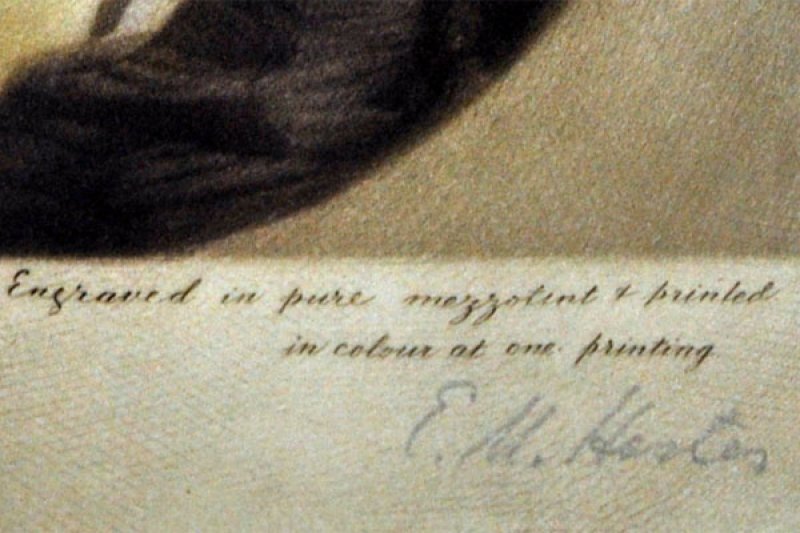 Engraved in pure mezzotint & printed
in colour at one printing
E. M. Hester